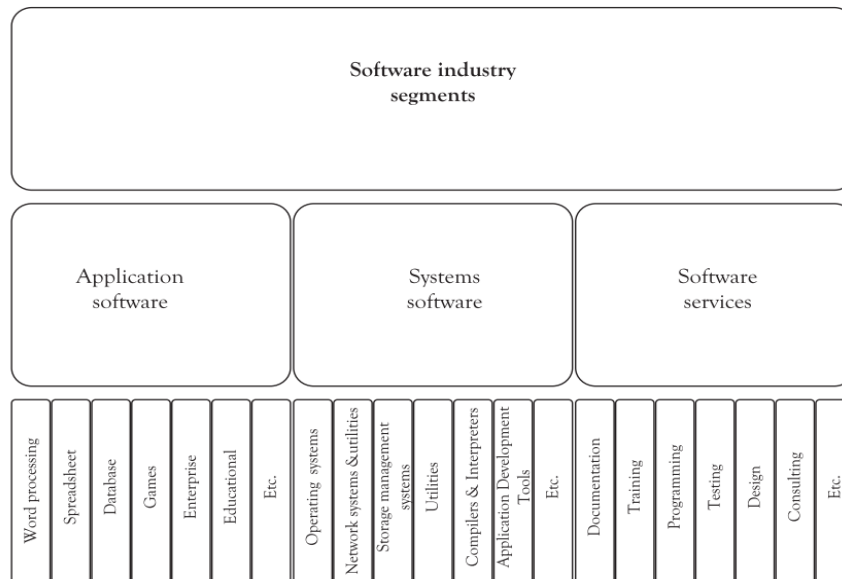 Software industry
segments
Application
software
Systems
software
Software
services
Word processing
Spreadsheet
Database
Games
Enterprise
Educational
Etc.
Operating systems
Network systems &utilities
Storage management
systems
Utilities
Compilers & Interpreters
Application Development
Tools
Etc.
Documentation
Training
Programming
Testing
Design
Consulting
Etc.